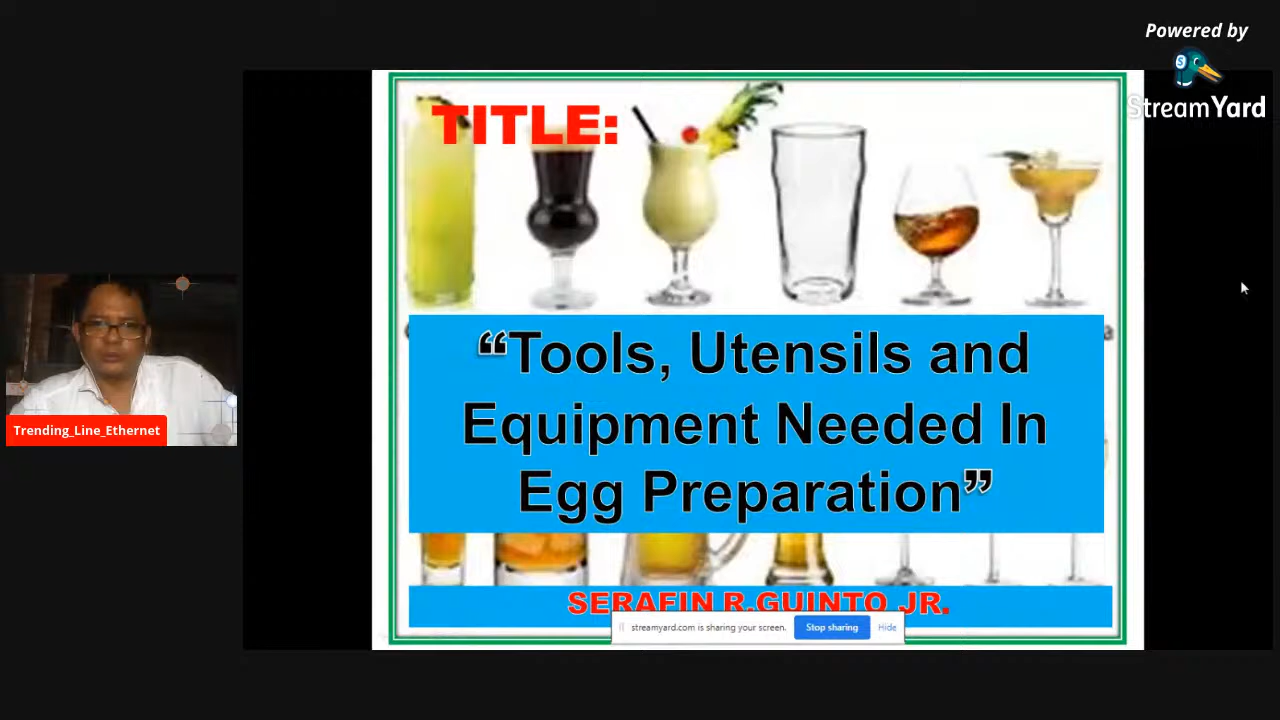 Powered by
StreamYard
TITLE:
“Tools, Utensils and
Equipment Needed In
Egg Preparation”
SERAFIN R.GUINTO JR.
streamyard.com is sharing your screen.
Stop sharing
Hide
Trending_Line_Ethernet